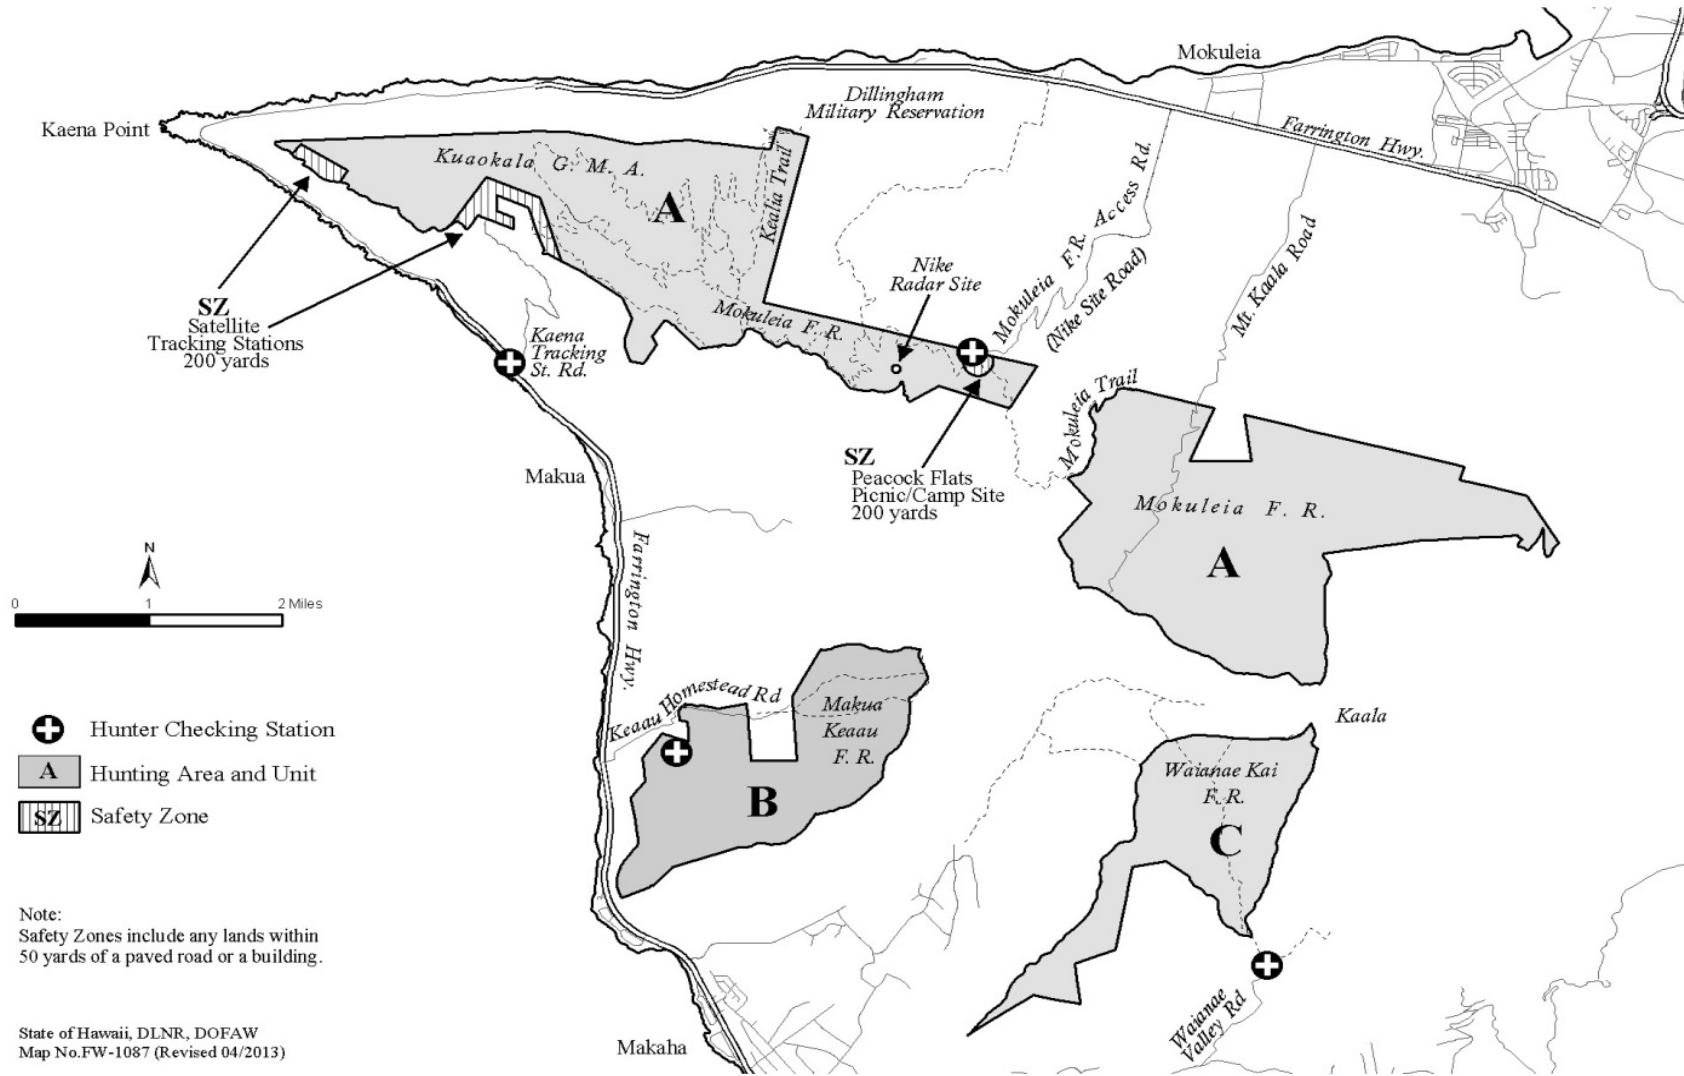 Mokuleia
Kaena Point
Dillingham
Military Reservation
Farrington Hwy.
Kuaokala G. M. A.
A
Kealia Trail
Mokuleia F.R. Access Rd.
(Nike Site Road)
Mt. Kaala Road
Nike
Radar Site
SZ
Satellite
Tracking Stations
200 yards
Mokuleia F. R.
Kaena
Tracking
St. Rd.
Mokuleia Trail
SZ
Peacock Flats
Picnic/Camp Site
200 yards
Makua
Mokuleia F. R.
A
N
0 1 2 Miles
Farrington Hwy.
Keaau Homestead Rd
Makua
Keaau
F. R.
B
Kaala
Waianae Kai
F. R.
C
Hunter Checking Station
A Hunting Area and Unit
SZ Safety Zone
Note:
Safety Zones include any lands within
50 yards of a paved road or a building.
Waianae
Valley Rd
State of Hawaii, DLNR, DOFAW
Map No.FW-1087 (Revised 04/2013)
Makaha